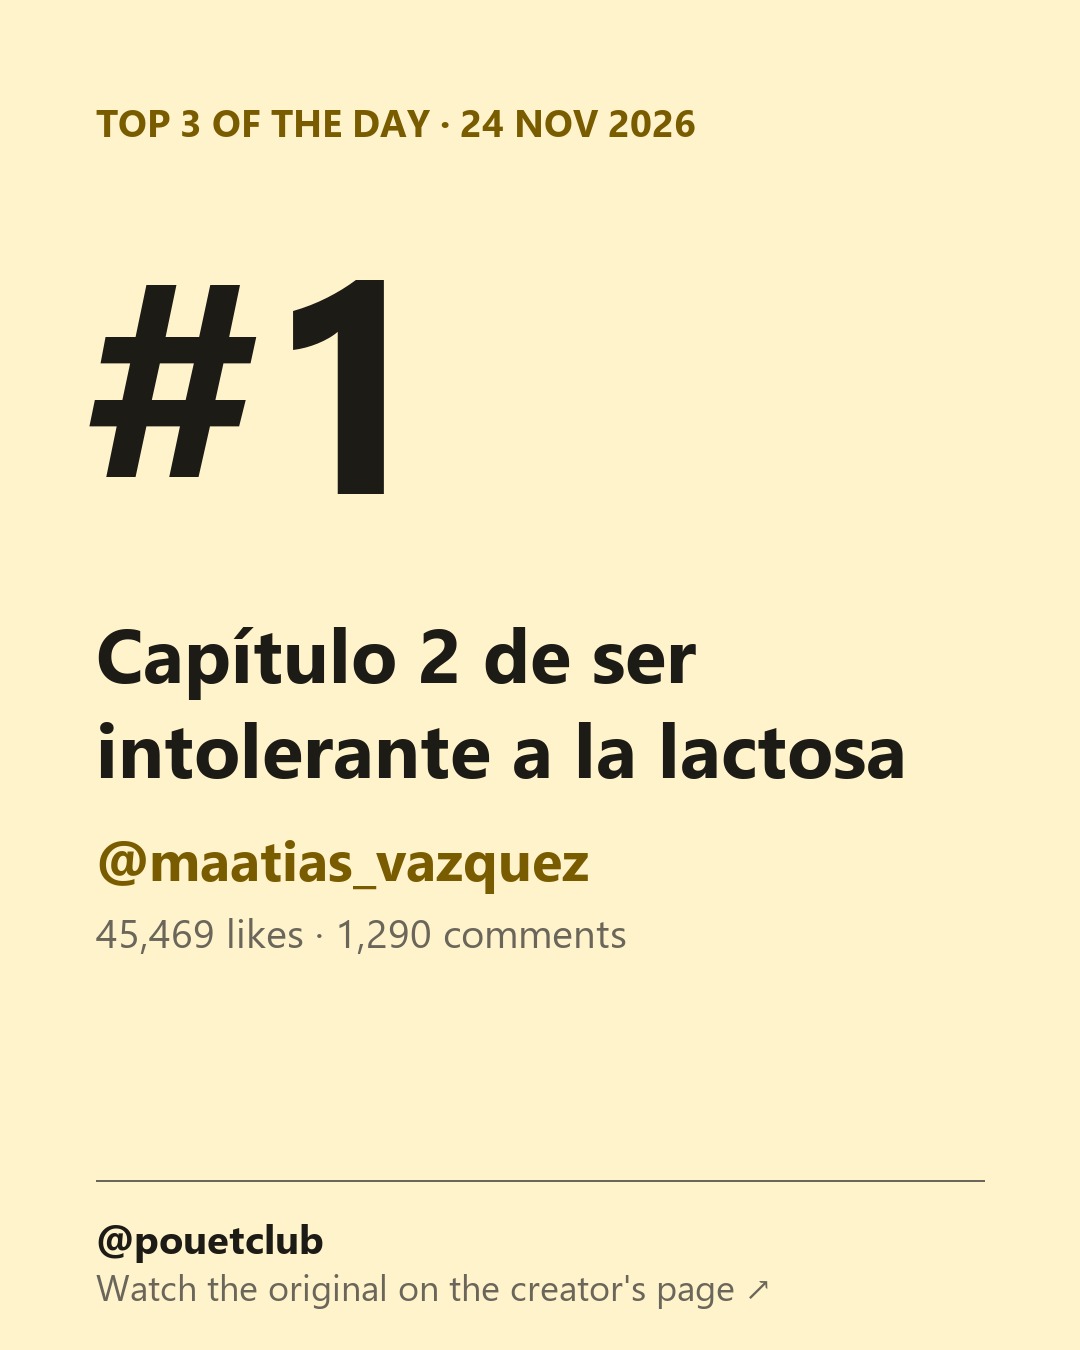 TOP 3 OF THE DAY · 24 NOV 2026
#1
Capítulo 2 de ser
intolerante a la lactosa
@maatias_vazquez
45,469 likes · 1,290 comments
@pouetclub
Watch the original on the creator's page ↗